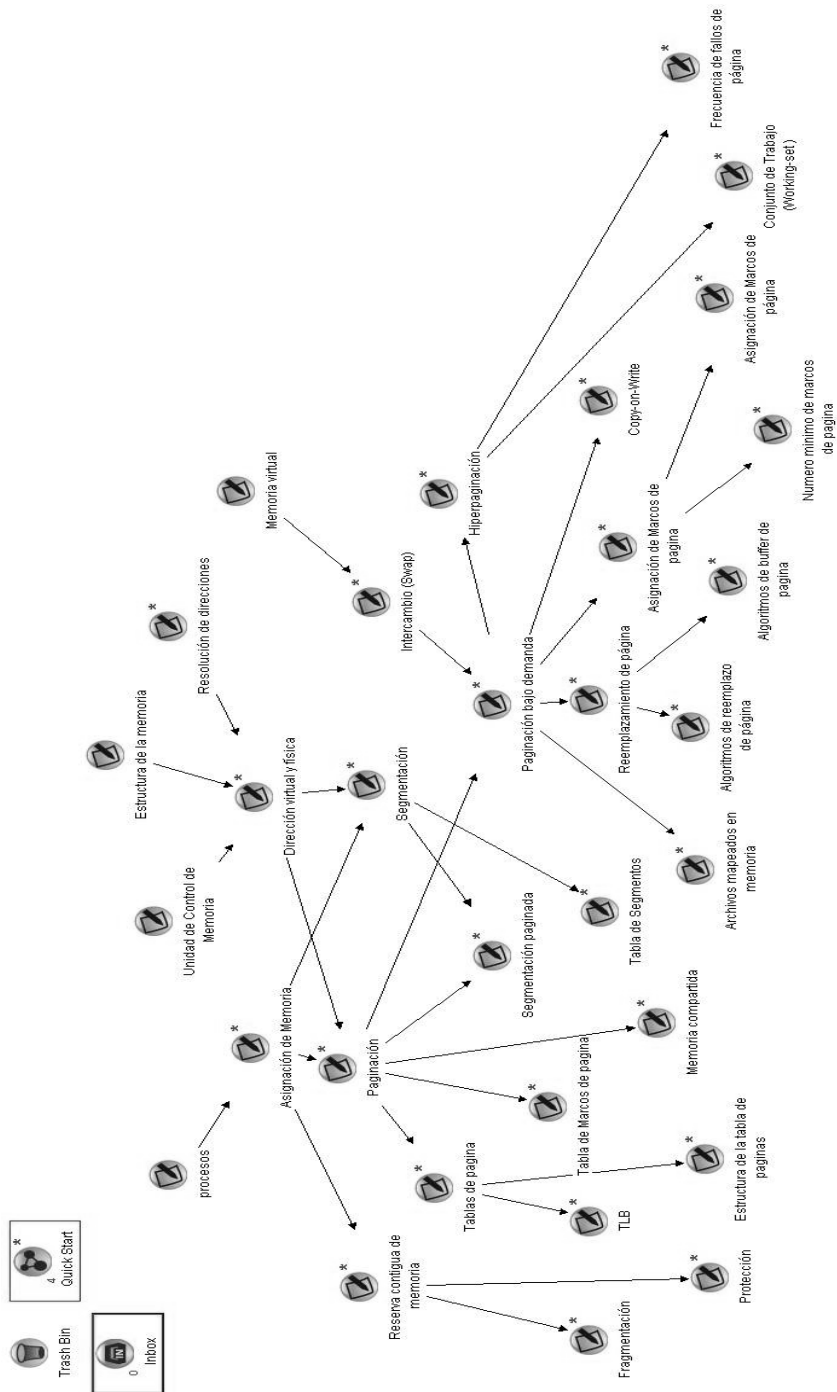 Trash Bin
*
4
Quick Start
0
Inbox
IN
procesos
Unidad de Control de
Memoria
Estructura de la memoria
*
Resolución de direcciones
Memoria virtual
*
Asignación de Memoria
*
Dirección virtual y física
*
Reserva contigua de
memoria
*
Paginación
*
Segmentación
*
Intercambio (Swap)
*
Tablas de pagina
*
Segmentación paginada
*
Paginación bajo demanda
*
Hiperpaginación
*
Fragmentación
*
TLB
*
Tabla de Marcos de pagina
*
Tabla de Segmentos
*
Reemplazamiento de página
*
Asignación de Marcos de
pagina
*
Copy-on-Write
*
Protección
*
Estructura de la tabla de
paginas
*
Memoria compartida
*
Archivos mapeados en
memoria
*
Algoritmos de reemplazo
de página
*
Algoritmos de buffer de
pagina
*
Numero minimo de marcos
de pagina
*
Asignación de Marcos de
página
*
Conjunto de Trabajo
(Working-set )
*
Frecuencia de fallos de
página